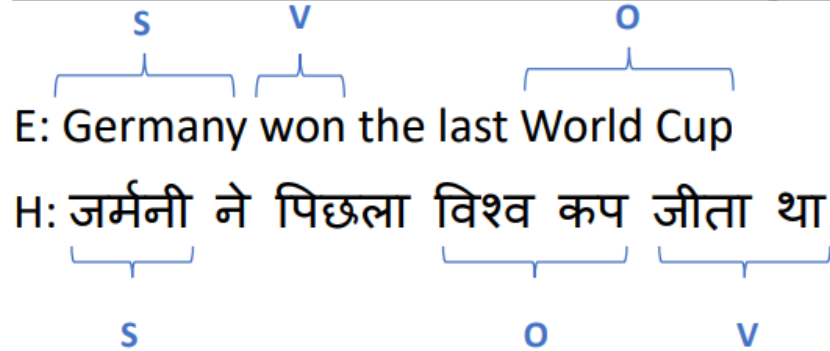 S V O
E: Germany won the last World Cup
H: जर्मनी ने पिछला विश्व कप जीता था
S O V